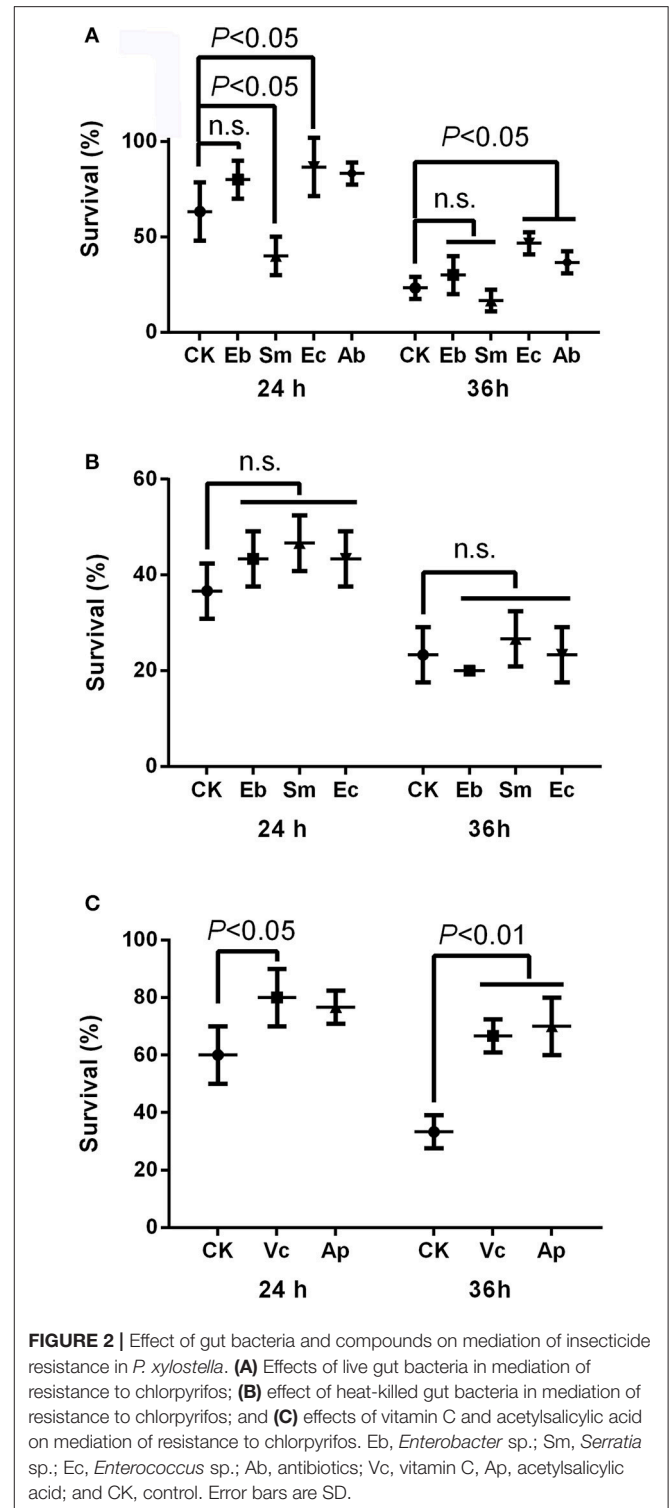 A
P<0.05
P<0.05
n.s.
P<0.05
n.s.
Survival (%)
100
50
0
CK Eb Sm Ec Ab CK Eb Sm Ec Ab
24 h 36h
B
n.s.
n.s.
Survival (%)
60
40
20
0
CK Eb Sm Ec CK Eb Sm Ec
24 h 36h
C
P<0.05 P<0.01
Survival (%)
100
80
60
40
20
0
CK Vc Ap CK Vc Ap
24 h 36h
FIGURE 2 | Effect of gut bacteria and compounds on mediation of insecticide
resistance in P. xylostella. (A) Effects of live gut bacteria in mediation of
resistance to chlorpyrifos; (B) effect of heat-killed gut bacteria in mediation of
resistance to chlorpyrifos; and (C) effects of vitamin C and acetylsalicylic acid
on mediation of resistance to chlorpyrifos. Eb, Enterobacter sp.; Sm, Serratia
sp.; Ec, Enterococcus sp.; Ab, antibiotics; Vc, vitamin C, Ap, acetylsalicylic
acid; and CK, control. Error bars are SD.